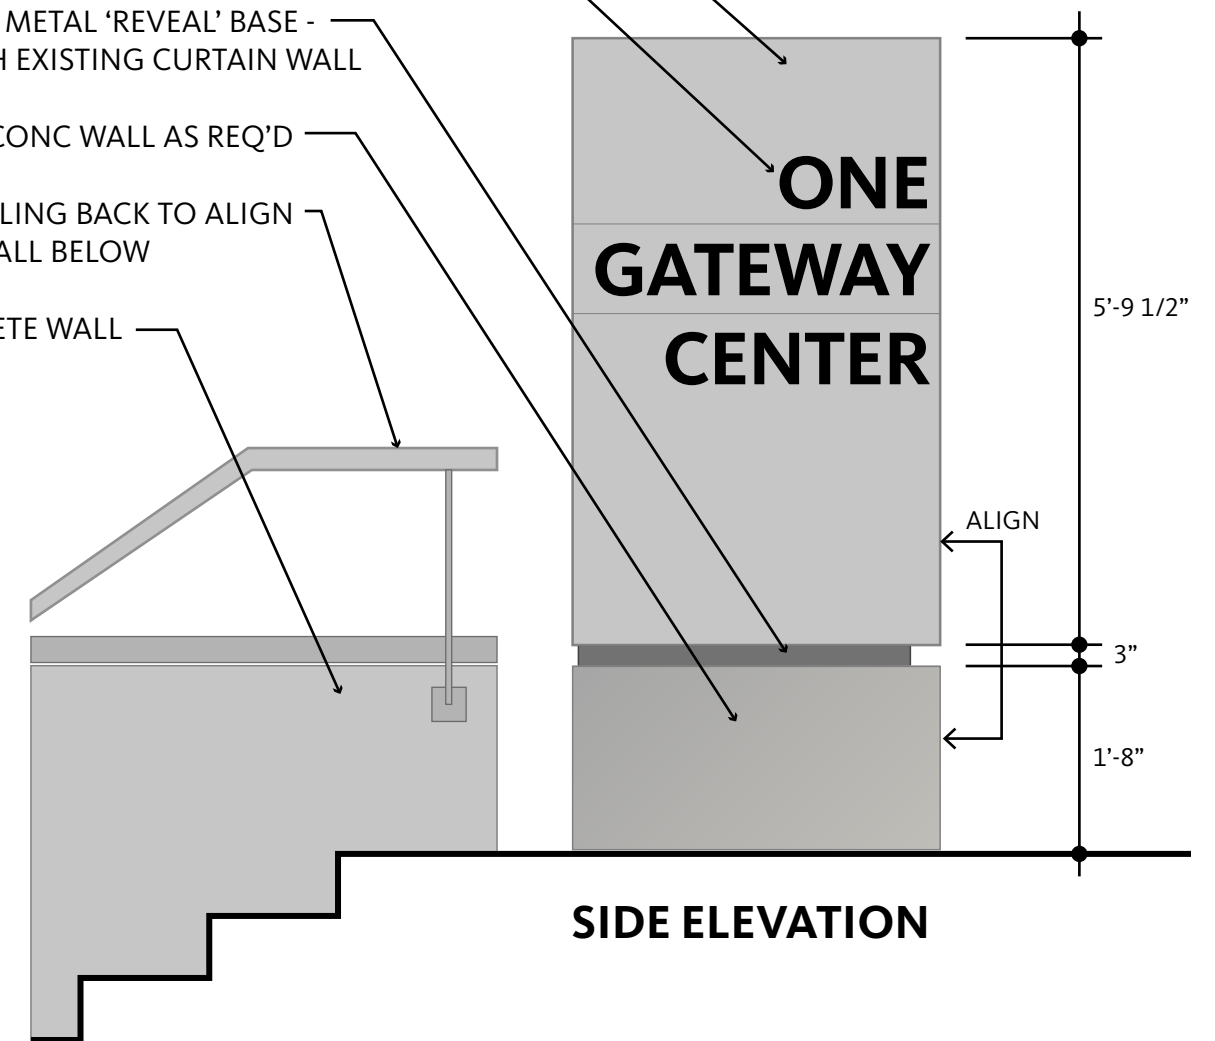 METAL ‘REVEAL’ BASE -
H EXISTING CURTAIN WALL
CONC WALL AS REQ’D
LING BACK TO ALIGN
ALL BELOW
ETE WALL
ONE
GATEWAY
CENTER
5’-9 1/2”
ALIGN
3”
1’-8”
SIDE ELEVATION